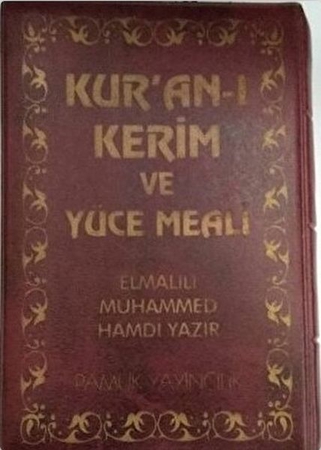 KUR'AN-I
KERİM
VE
YÜCE MEALİ
ELMALILI
MUHAMMED
HAMDİ YAZIR
PAMUK YAYINCILIK